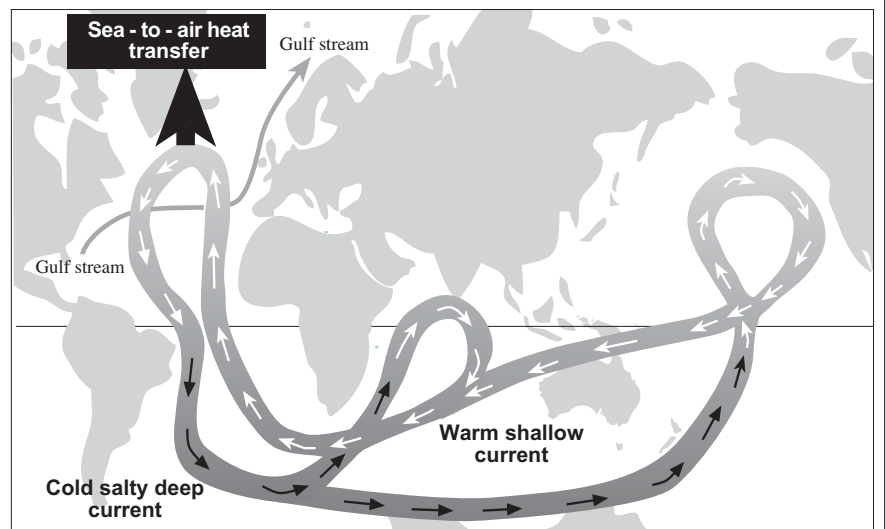 Sea - to - air heat
transfer
Gulf stream
Gulf stream
Warm shallow
current
Cold salty deep
current